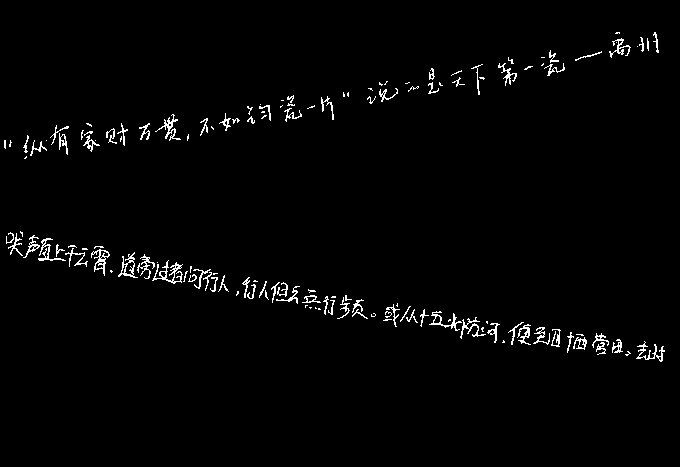 “纵有家财万贯,不如钧瓷一片”说的是天下第一瓷——禹州
哭声直上干云霄.道旁过者问行人,行人但云点行频。或从十五北防河.便至四十西营田。去时